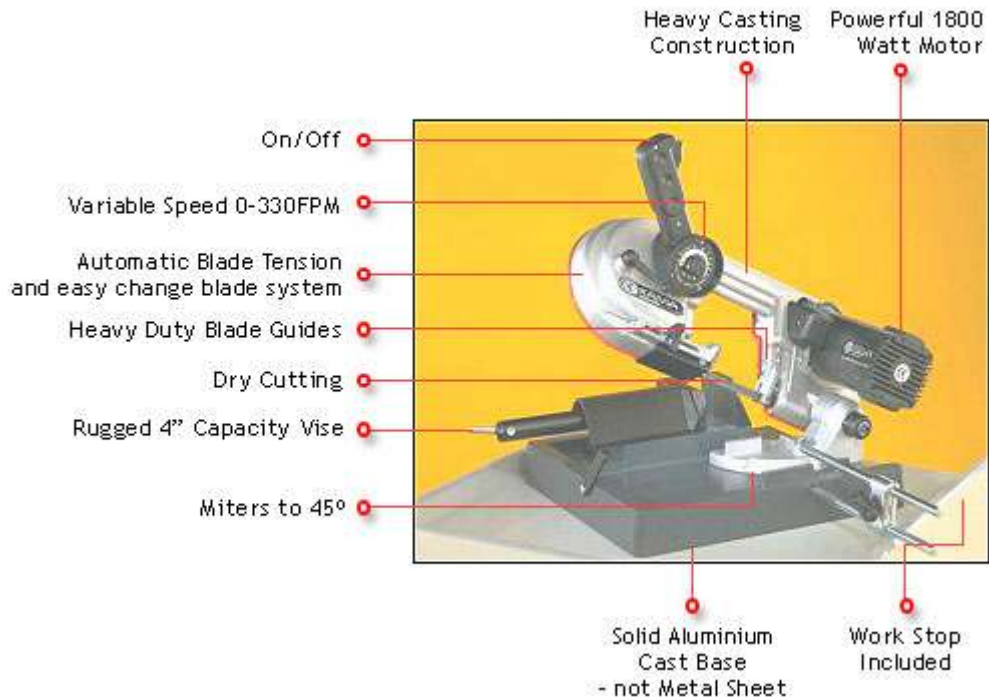 Heavy Casting
Construction
Powerful 1800
Watt Motor
On/Off
Variable Speed 0-330FPM
Automatic Blade Tension
and easy change blade system
Heavy Duty Blade Guides
Dry Cutting
Rugged 4” Capacity Vise
Miters to 45º
Solid Aluminium
Cast Base
- not Metal Sheet
Work Stop
Included